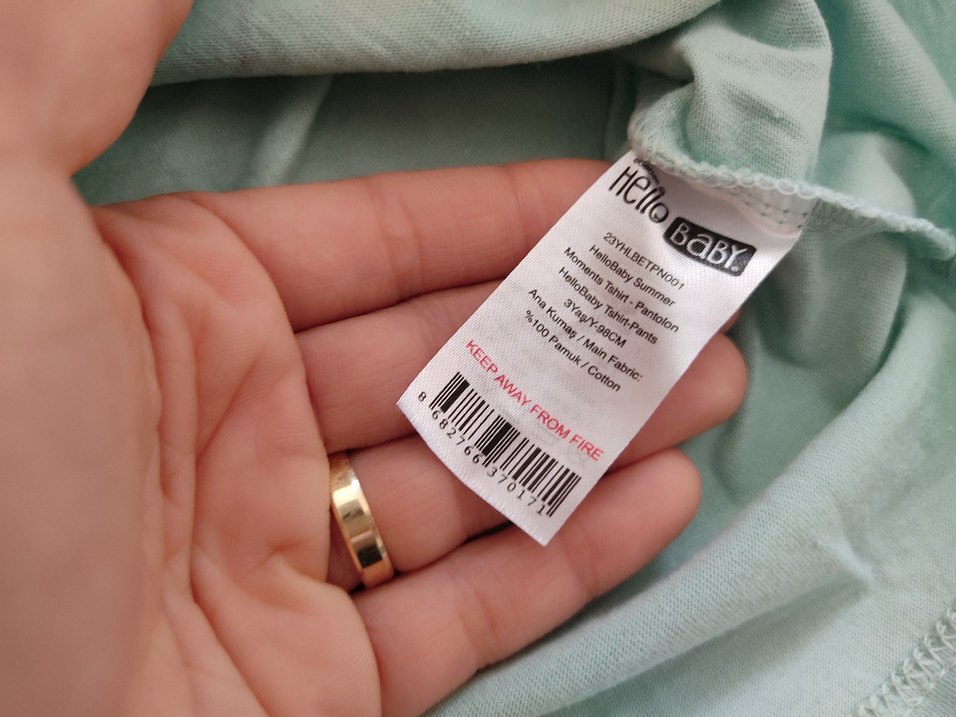 Hello BABY
23YHLBETPN001
HelloBaby Summer
Moments Tshirt - Pantolon
HelloBaby Tshirt-Pants
3Yaş/Y-98CM
Ana Kumaş / Main Fabric:
%100 Pamuk / Cotton
KEEP AWAY FROM FIRE
8 682766 370171